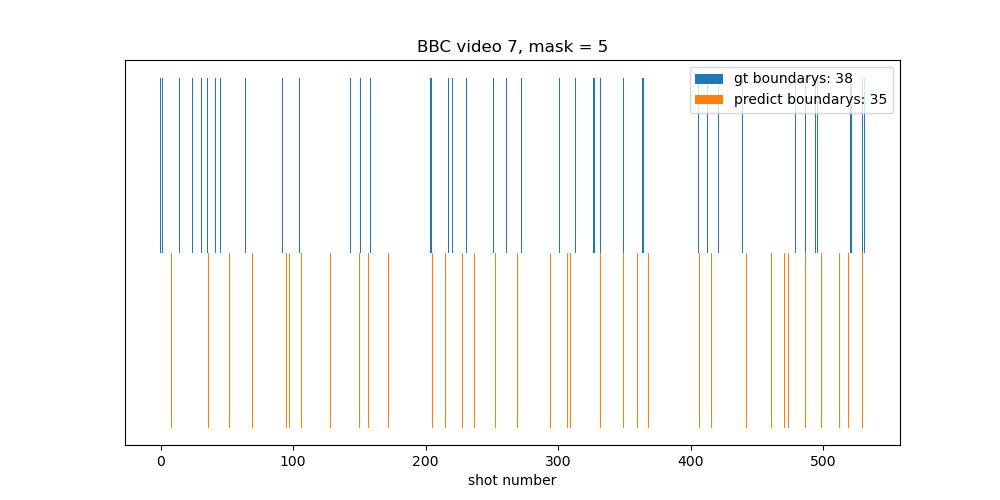 BBC video 7, mask = 5
gt boundarys: 38
predict boundarys: 35
0 100 200 300 400 500
shot number